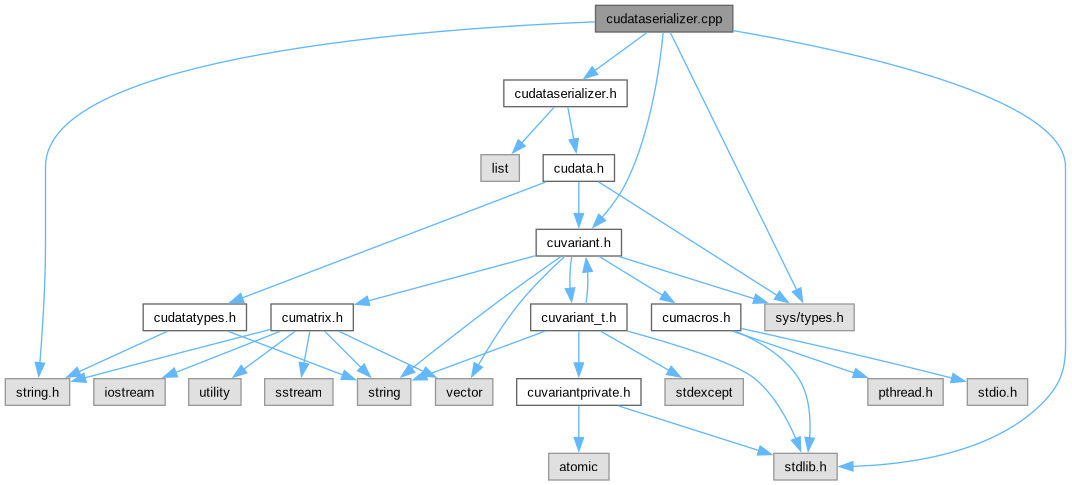 cudataserializer.cpp
cudataserializer.h
list
cudata.h
cuvariant.h
cudatatypes.h
cumatrix.h
cuvariant_t.h
cumacros.h
sys/types.h
string.h
iostream
utility
sstream
string
vector
cuvariantprivate.h
stdexcept
pthread.h
stdio.h
atomic
stdlib.h